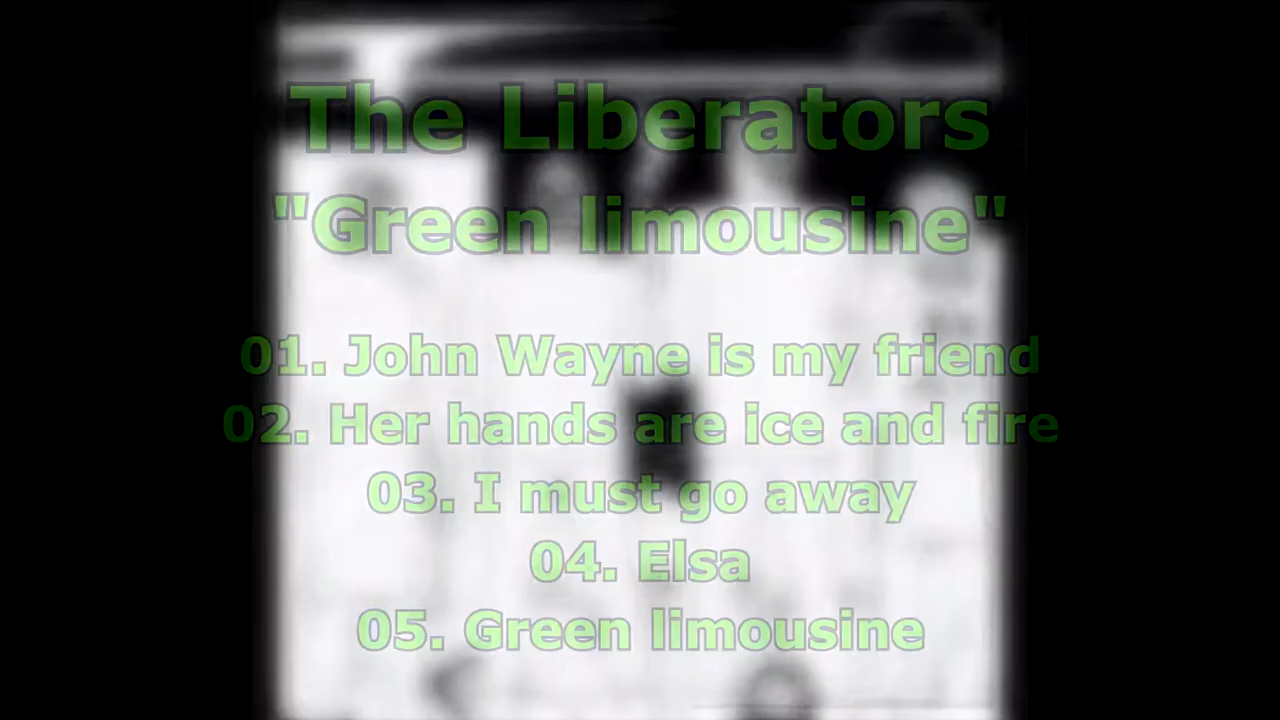 The Liberators
"Green limousine"
01. John Wayne is my friend
02. Her hands are ice and fire
03. I must go away
04. Elsa
05. Green limousine